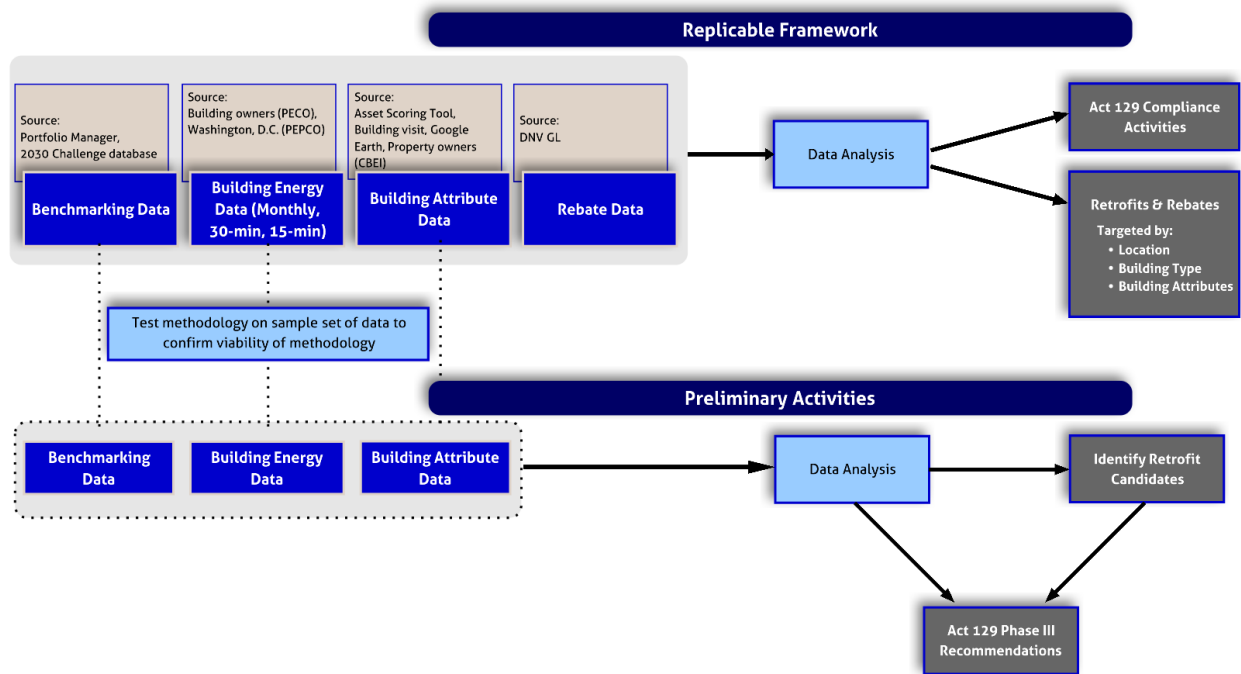 Replicable Framework
Source:
Portfolio Manager,
2030 Challenge database
Benchmarking Data
Source:
Building owners (PECO),
Washington, D.C. (PEPCO)
Building Energy
Data (Monthly,
30-min, 15-min)
Source:
Asset Scoring Tool,
Building visit, Google
Earth, Property owners
(CBEI)
Building Attribute
Data
Source:
DNV GL
Rebate Data
Data Analysis
Act 129 Compliance
Activities
Retrofits & Rebates
Targeted by:
• Location
• Building Type
• Building Attributes
Test methodology on sample set of data to
confirm viability of methodology
Preliminary Activities
Benchmarking
Data
Building Energy
Data
Building Attribute
Data
Data Analysis
Identify Retrofit
Candidates
Act 129 Phase III
Recommendations